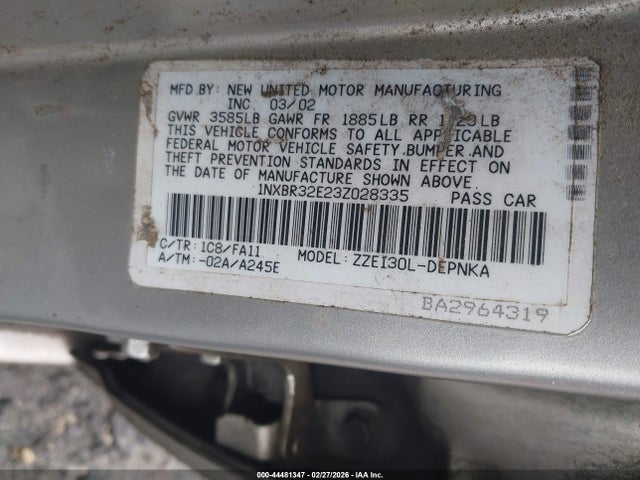 MFD.BY: NEW UNITED MOTOR MANUFACTURING
INC. 03/02
GVWR 3585LB GAWR FR 1885LB RR LB
THIS VEHICLE CONFORMS TO ALL APPLICABLE
FEDERAL MOTOR VEHICLE SAFETY, BUMPER, AND
THEFT PREVENTION STANDARDS IN EFFECT ON
THE DATE OF MANUFACTURE SHOWN ABOVE.
1NXBR32E23Z028335 PASS CAR
C/TR: 1C8/FA11 MODEL: ZZE130L-DEPNKA
A/TM: -02A/A245E
BA2964319
000-44481347 - 02/27/2026 - IAA Inc.